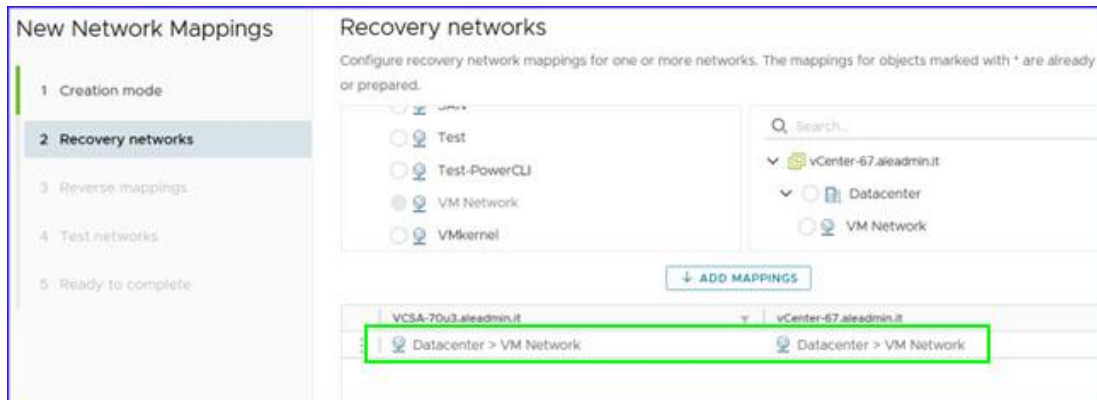 New Network Mappings
1 Creation mode
2 Recovery networks
3 Reverse mappings
4 Test networks
5 Ready to complete
Recovery networks
Configure recovery network mappings for one or more networks. The mappings for objects marked with * are already
or prepared.
SAN
Test
Test-PowerCLI
VM Network
VMkernel
Search...
vCenter-67.aleadmin.it
Datacenter
VM Network
ADD MAPPINGS
VCSA-70u3.aleadmin.it vCenter-67.aleadmin.it
Datacenter > VM Network Datacenter > VM Network